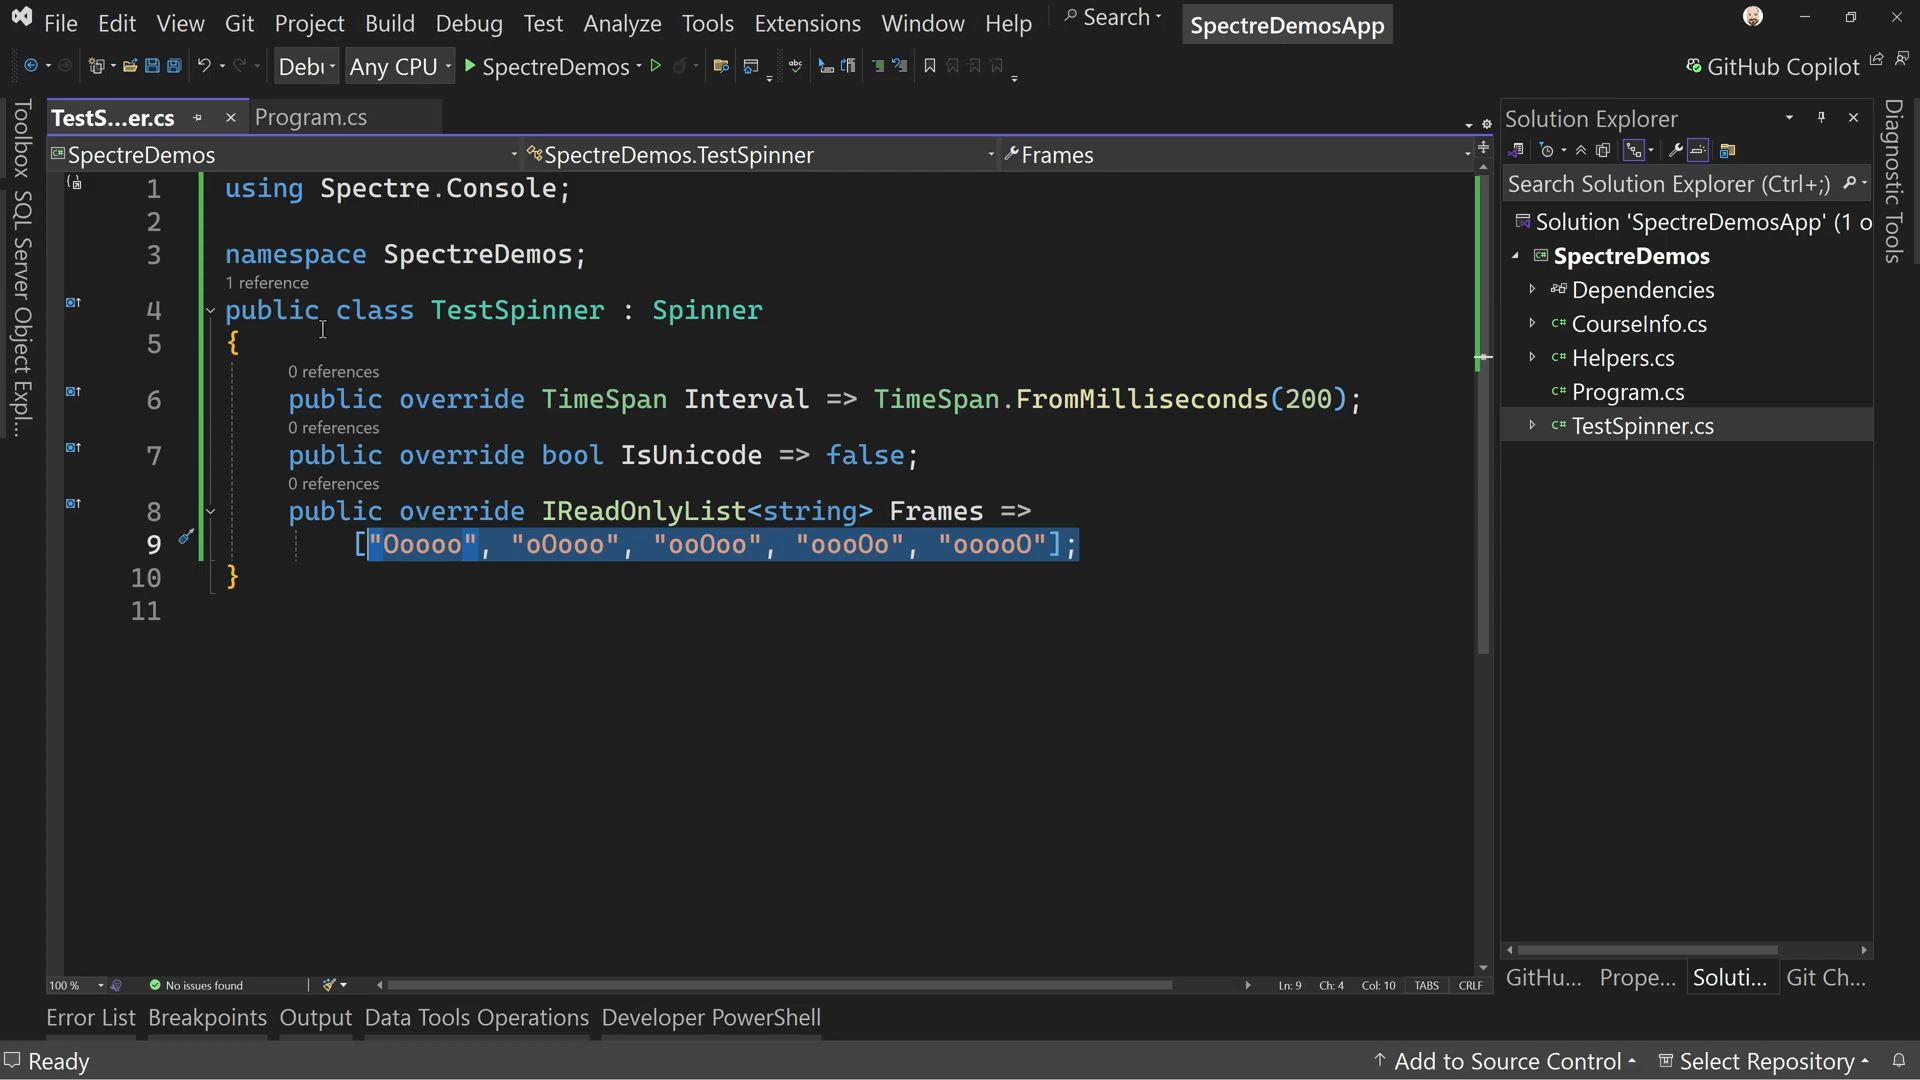 File Edit View Git Project Build Debug Test Analyze Tools Extensions Window Help Search SpectreDemosApp
Debu Any CPU SpectreDemos GitHub Copilot
Toolbox
SQL Server Object Expl...
TestS...er.cs Program.cs
SpectreDemos SpectreDemos.TestSpinner Frames
1 using Spectre.Console;
2
3 namespace SpectreDemos;
1 reference
4 public class TestSpinner : Spinner
5 {
0 references
6 public override TimeSpan Interval => TimeSpan.FromMilliseconds(200);
0 references
7 public override bool IsUnicode => false;
0 references
8 public override IReadOnlyList<string> Frames =>
9 ["Ooooo", "oOooo", "ooOoo", "oooOo", "ooooO"];
10 }
11
100 % No issues found Ln: 9 Ch: 4 Col: 10 TABS CRLF
Solution Explorer
Search Solution Explorer (Ctrl+;)
Solution 'SpectreDemosApp' (1 o
SpectreDemos
Dependencies
CourseInfo.cs
Helpers.cs
Program.cs
TestSpinner.cs
GitHu... Prope... Soluti... Git Ch...
Diagnostic Tools
Error List Breakpoints Output Data Tools Operations Developer PowerShell
Ready Add to Source Control Select Repository